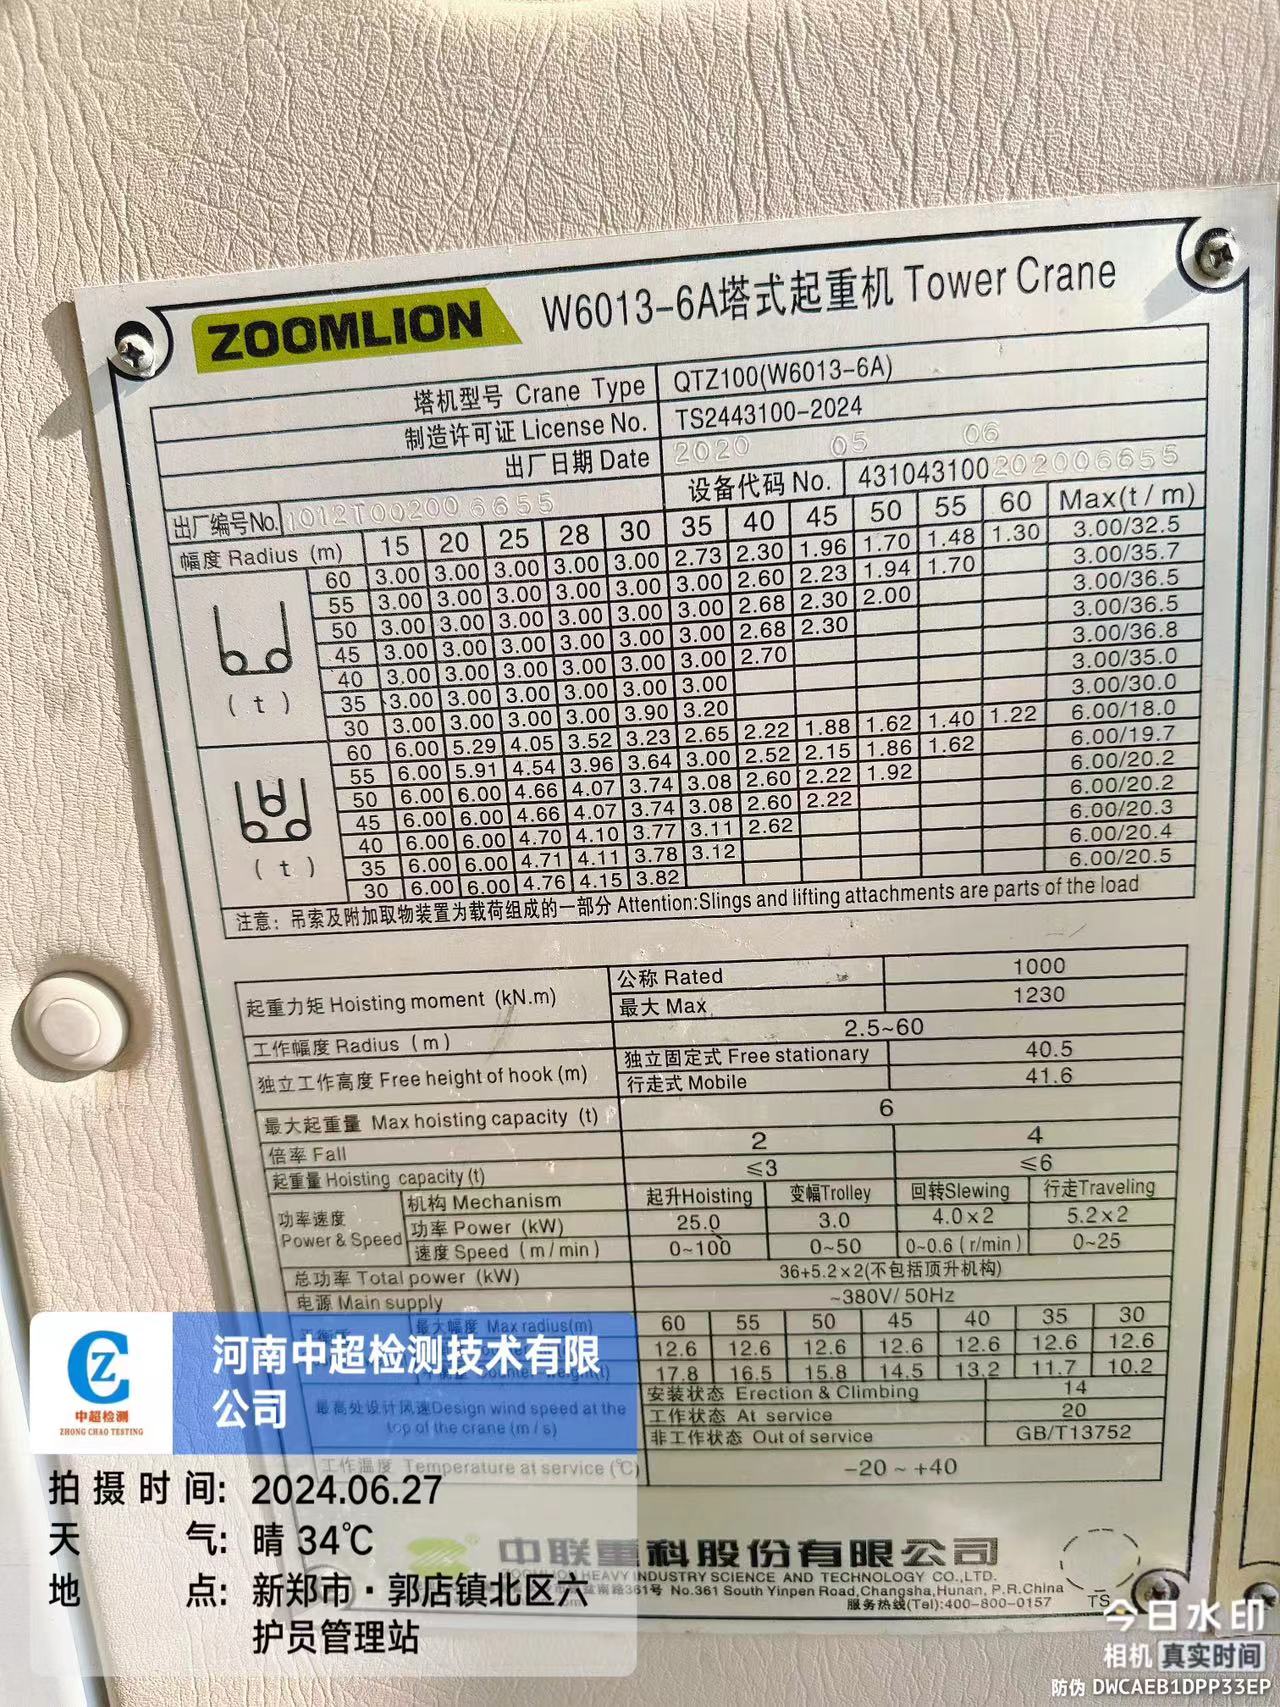 ZOOMLION
W6013-6A塔式起重机 Tower Crane
塔机型号 Crane Type QTZ100(W6013-6A)
制造许可证 License No. TS2443100-2024
出厂日期 Date 2020 05 06
出厂编号No. 1012T002006655 设备代码 No. 431043100202006655
幅度 Radius (m) 15 20 25 28 30 35 40 45 50 55 60 Max(t/m)
60 3.00 3.00 3.00 3.00 3.00 2.73 2.30 1.96 1.70 1.48 1.30 3.00/32.5
55 3.00 3.00 3.00 3.00 3.00 3.00 2.60 2.23 1.94 1.70 3.00/35.7
50 3.00 3.00 3.00 3.00 3.00 3.00 2.68 2.30 2.00 3.00/36.5
45 3.00 3.00 3.00 3.00 3.00 3.00 2.68 2.30 3.00/36.5
40 3.00 3.00 3.00 3.00 3.00 3.00 2.70 3.00/36.8
35 3.00 3.00 3.00 3.00 3.00 3.00 3.00/35.0
(t)
30 3.00 3.00 3.00 3.00 3.90 3.20 3.00/30.0
60 6.00 5.29 4.05 3.52 3.23 2.65 2.22 1.88 1.62 1.40 1.22 6.00/18.0
55 6.00 5.91 4.54 3.96 3.64 3.00 2.52 2.15 1.86 1.62 6.00/19.7
50 6.00 6.00 4.66 4.07 3.74 3.08 2.60 2.22 1.92 6.00/20.2
45 6.00 6.00 4.66 4.07 3.74 3.08 2.60 2.22 6.00/20.2
40 6.00 6.00 4.70 4.10 3.77 3.11 2.62 6.00/20.3
35 6.00 6.00 4.71 4.11 3.78 3.12 6.00/20.4
(t)
30 6.00 6.00 4.76 4.15 3.82 6.00/20.5
注意: 吊索及附加取物装置为载荷组成的一部分 Attention:Slings and lifting attachments are parts of the load
起重力矩 Hoisting moment (kN.m) 公称 Rated 1000
最大 Max 1230
工作幅度 Radius (m) 2.5~60
独立工作高度 Free height of hook (m) 独立固定式 Free stationary 40.5
行走式 Mobile 41.6
最大起重量 Max hoisting capacity (t) 6
倍率 Fall 2 4
起重量 Hoisting capacity (t) ≤3 ≤6
功率速度 Power & Speed 机构 Mechanism 起升Hoisting 变幅Trolley 回转Slewing 行走Traveling
功率 Power (kW) 25.0 3.0 4.0×2 5.2×2
速度 Speed (m/min) 0~100 0~50 0~0.6 (r/min) 0~25
总功率 Total power (kW) 36+5.2×2(不包括顶升机构)
电源 Main supply ~380V/ 50Hz
最大幅度 Max radius(m) 60 55 50 45 40 35 30
12.6 12.6 12.6 12.6 12.6 12.6 12.6
17.8 16.5 15.8 14.5 13.2 11.7 10.2
最高处设计风速Design wind speed at the top of the crane (m/s) 安装状态 Erection & Climbing 14
工作状态 At service 20
非工作状态 Out of service GB/T13752
工作温度 Temperature at service (℃) -20 ~ +40
中联重科股份有限公司
ZOOMLION HEAVY INDUSTRY SCIENCE AND TECHNOLOGY CO.,LTD.
361号 No.361 South Yinpen Road,Changsha,Hunan, P.R.China
服务热线(Tel):400-800-0157
TS
中超检测
ZHONG CHAO TESTING
河南中超检测技术有限
公司
拍摄时间: 2024.06.27
天气: 晴 34℃
地点: 新郑市·郭店镇北区六
护员管理站
今日水印
相机 真实时间
防伪 DWCAEB1DPP33EP